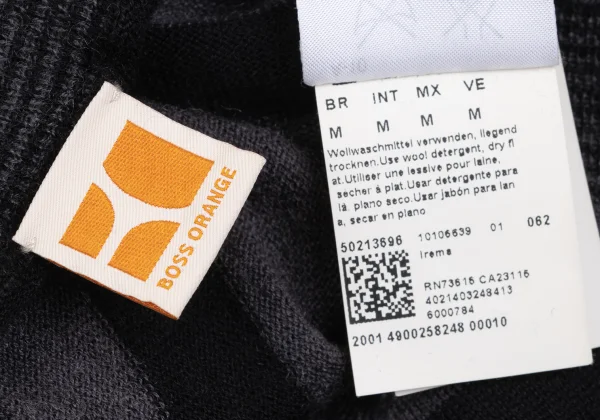 BOSS ORANGE
BR INT MX VE
M M M M
Wollwaschmittel verwenden, liegend
trocknen.Use wool detergent, dry fl
at.Utiliser une lessive pour laine,
sécher à plat.Usar detergente para
lã, plano seco.Usar jabón para lan
a, secar en plano
50213696 10106639 01 062
Irema
RN73615 CA23116
4021403248413
6000784
2001 4900258248 00010